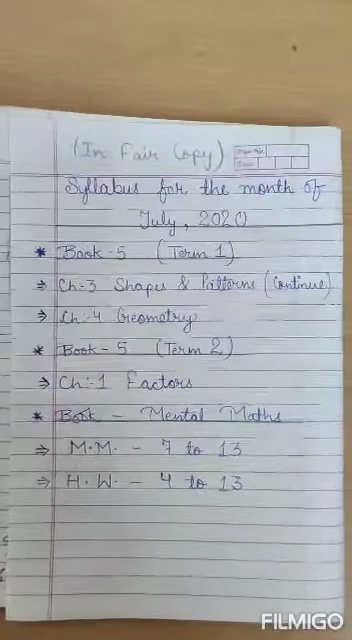 (In Fair Copy)
Syllabus for the month of
July, 2020
* Book-5 (Term 1)
⇒ Ch-3 Shapes & Patterns (Continue)
⇒ Ch:-4 Geometry
* Book-5 (Term 2)
⇒ Ch:-1 Factors
* Book - Mental Maths
⇒ M.M. - 7 to 13
⇒ H.W. - 4 to 13
FILMIGO